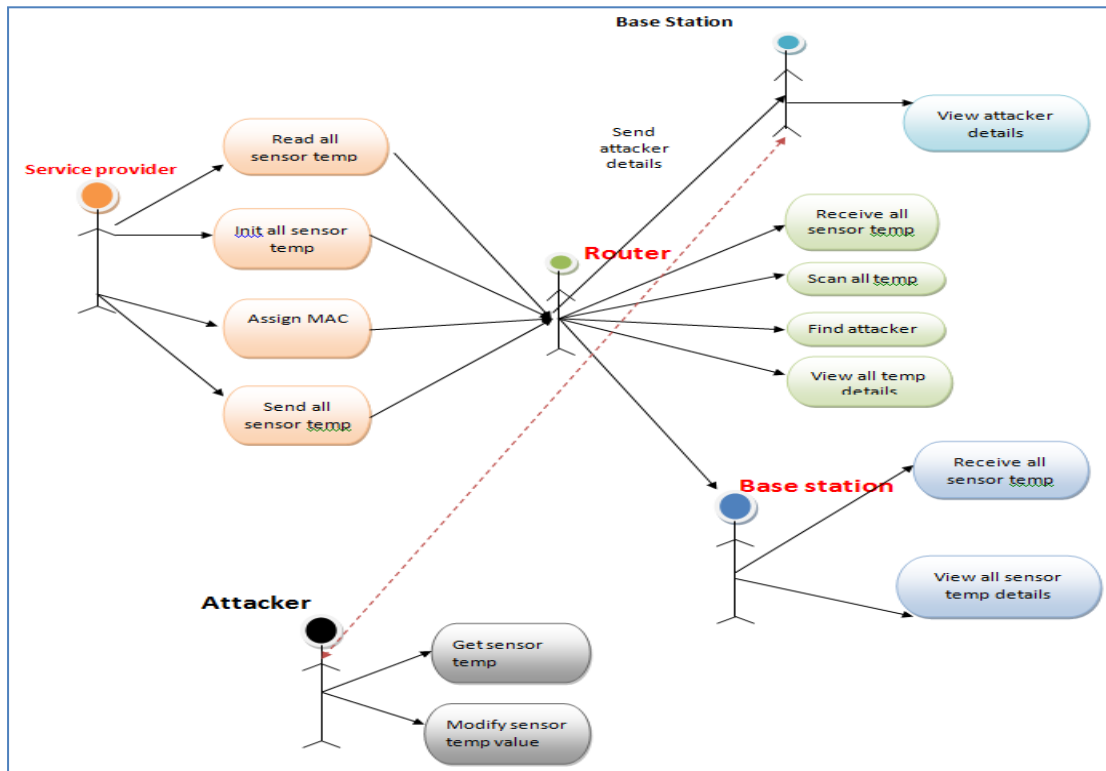 Base Station
View attacker
details
Send
attacker
details
Read all
sensor temp
Service provider
Init all sensor
temp
Receive all
sensor temp
Router
Scan all temp
Assign MAC
Find attacker
View all temp
details
Send all
sensor temp
Base station
Receive all
sensor temp
View all sensor
temp details
Attacker
Get sensor
temp
Modify sensor
temp value